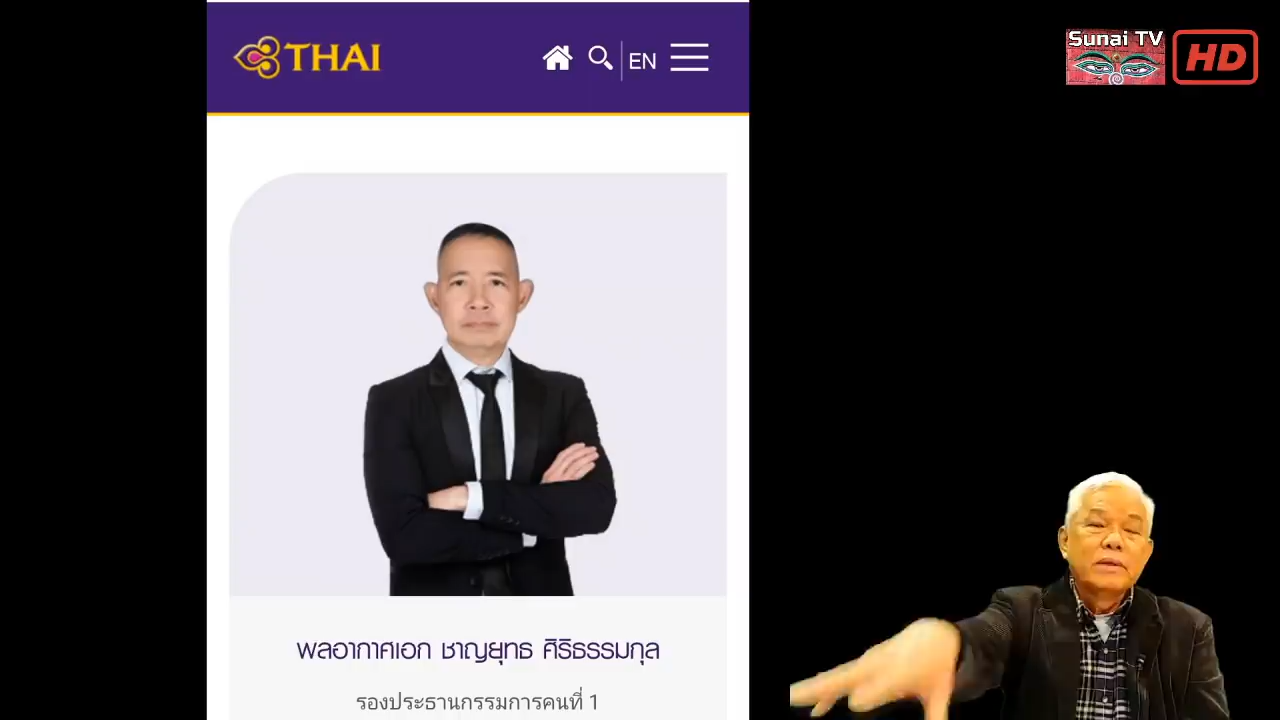 THAI
EN
Sunai TV
HD
พลอากาศเอก ชาญยุทธ ศิริธรรมกุล
รองประธานกรรมการคนที่ 1